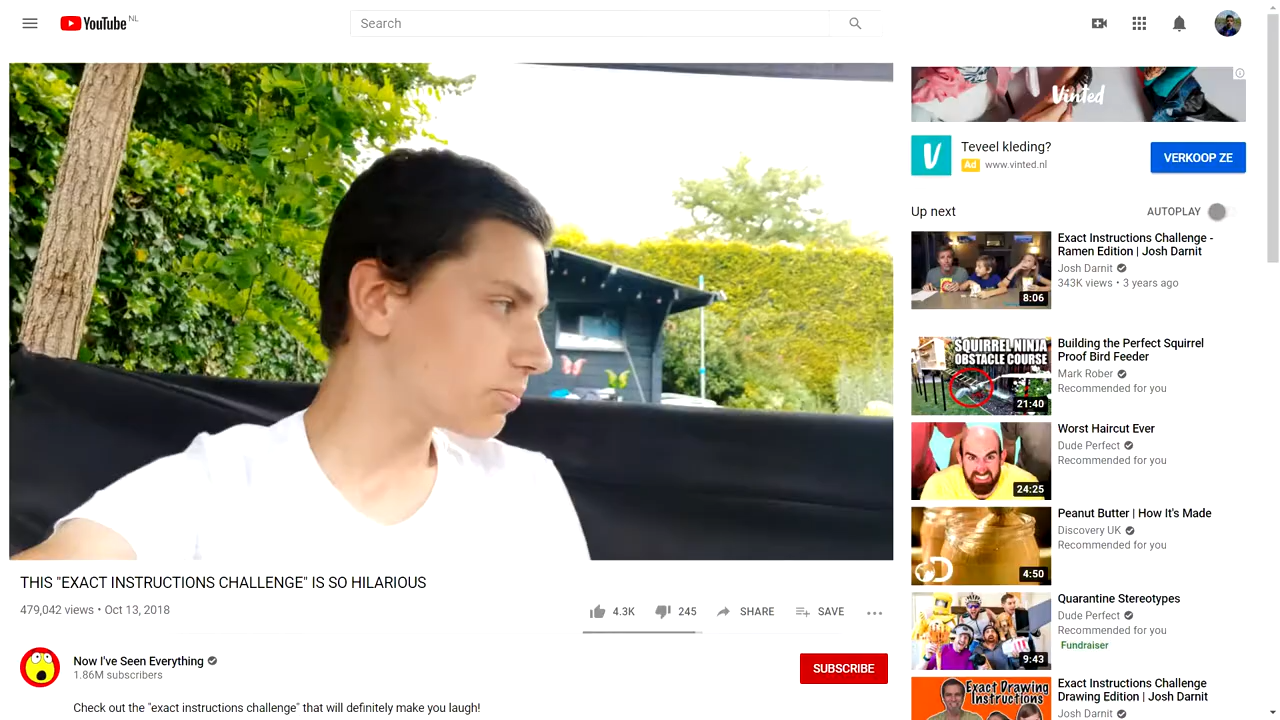 YouTube NL
Search
Vinted
Teveel kleding?
Ad www.vinted.nl
VERKOOP ZE
Up next
AUTOPLAY
Exact Instructions Challenge -
Ramen Edition | Josh Darnit
Josh Darnit
343K views • 3 years ago
8:06
SQUIRREL NINJA
OBSTACLE COURSE
21:40
Building the Perfect Squirrel
Proof Bird Feeder
Mark Rober
Recommended for you
24:25
Worst Haircut Ever
Dude Perfect
Recommended for you
4:50
Peanut Butter | How It's Made
Discovery UK
Recommended for you
9:43
Quarantine Stereotypes
Dude Perfect
Recommended for you
Fundraiser
Exact Drawing
Instructions
Exact Instructions Challenge
Drawing Edition | Josh Darnit
Josh Darnit
THIS "EXACT INSTRUCTIONS CHALLENGE" IS SO HILARIOUS
479,042 views • Oct 13, 2018
4.3K 245 SHARE SAVE
Now I've Seen Everything
1.86M subscribers
SUBSCRIBE
Check out the "exact instructions challenge" that will definitely make you laugh!